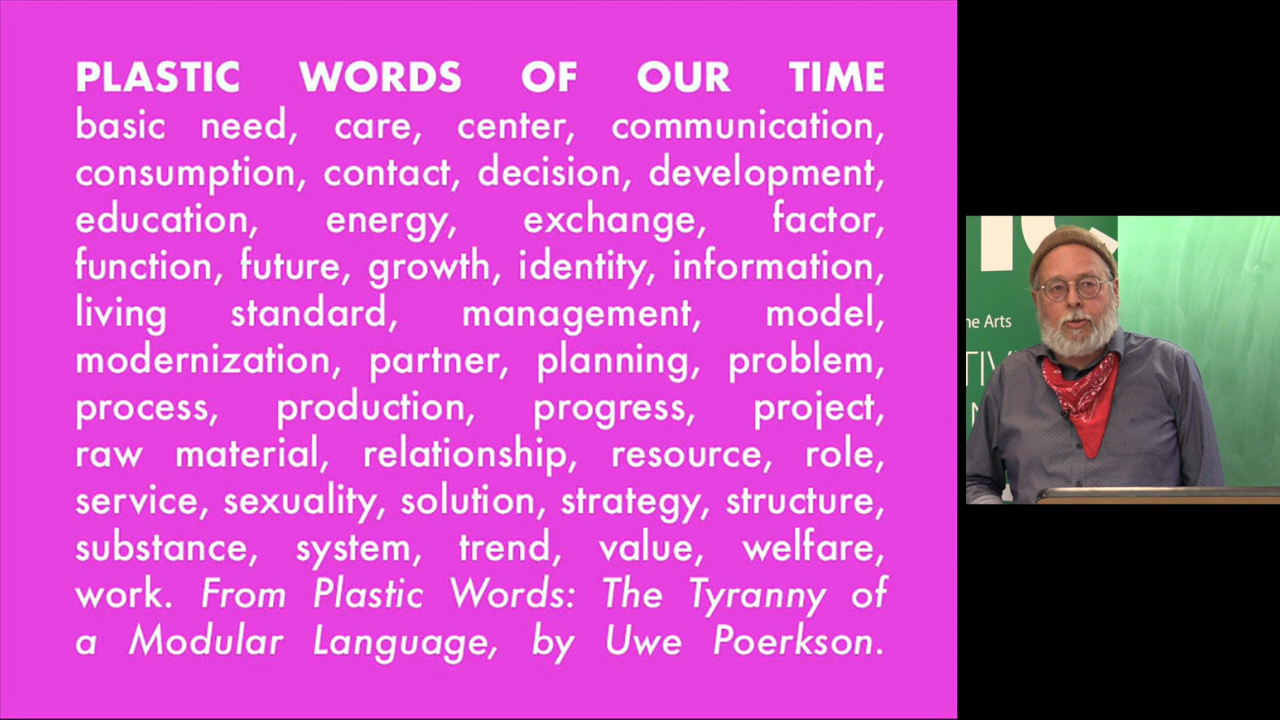 PLASTIC WORDS OF OUR TIME
basic need, care, center, communication,
consumption, contact, decision, development,
education, energy, exchange, factor,
function, future, growth, identity, information,
living standard, management, model,
modernization, partner, planning, problem,
process, production, progress, project,
raw material, relationship, resource, role,
service, sexuality, solution, strategy, structure,
substance, system, trend, value, welfare,
work. From Plastic Words: The Tyranny of
a Modular Language, by Uwe Poerkson.
Arts